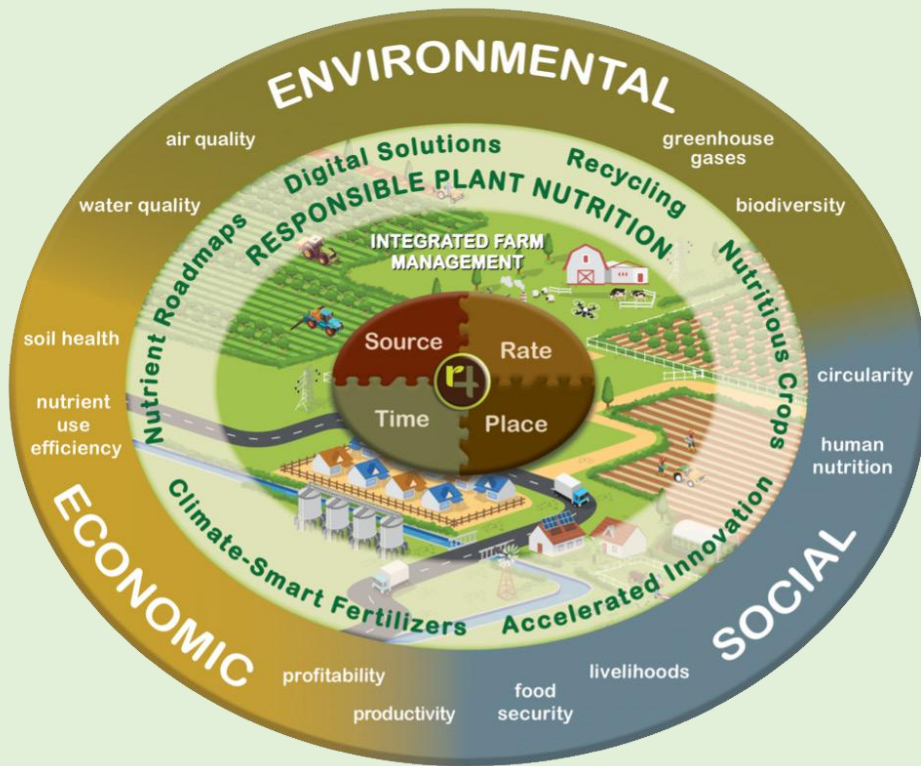 ENVIRONMENTAL
air quality
water quality
greenhouse
gases
biodiversity
Digital Solutions
Recycling
RESPONSIBLE PLANT NUTRITION
Nutrient Roadmaps
Nutritious Crops
INTEGRATED FARM
MANAGEMENT
Source
Rate
r4
Time
Place
soil health
nutrient
use
efficiency
circularity
human
nutrition
Climate-Smart Fertilizers
Accelerated Innovation
ECONOMIC
SOCIAL
profitability
productivity
food
security
livelihoods